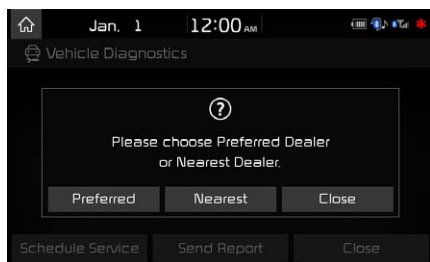 Jan. 1
12:00 AM
Vehicle Diagnostics
Please choose Preferred Dealer
or Nearest Dealer.
Preferred
Nearest
Close
Schedule Service
Send Report
Close